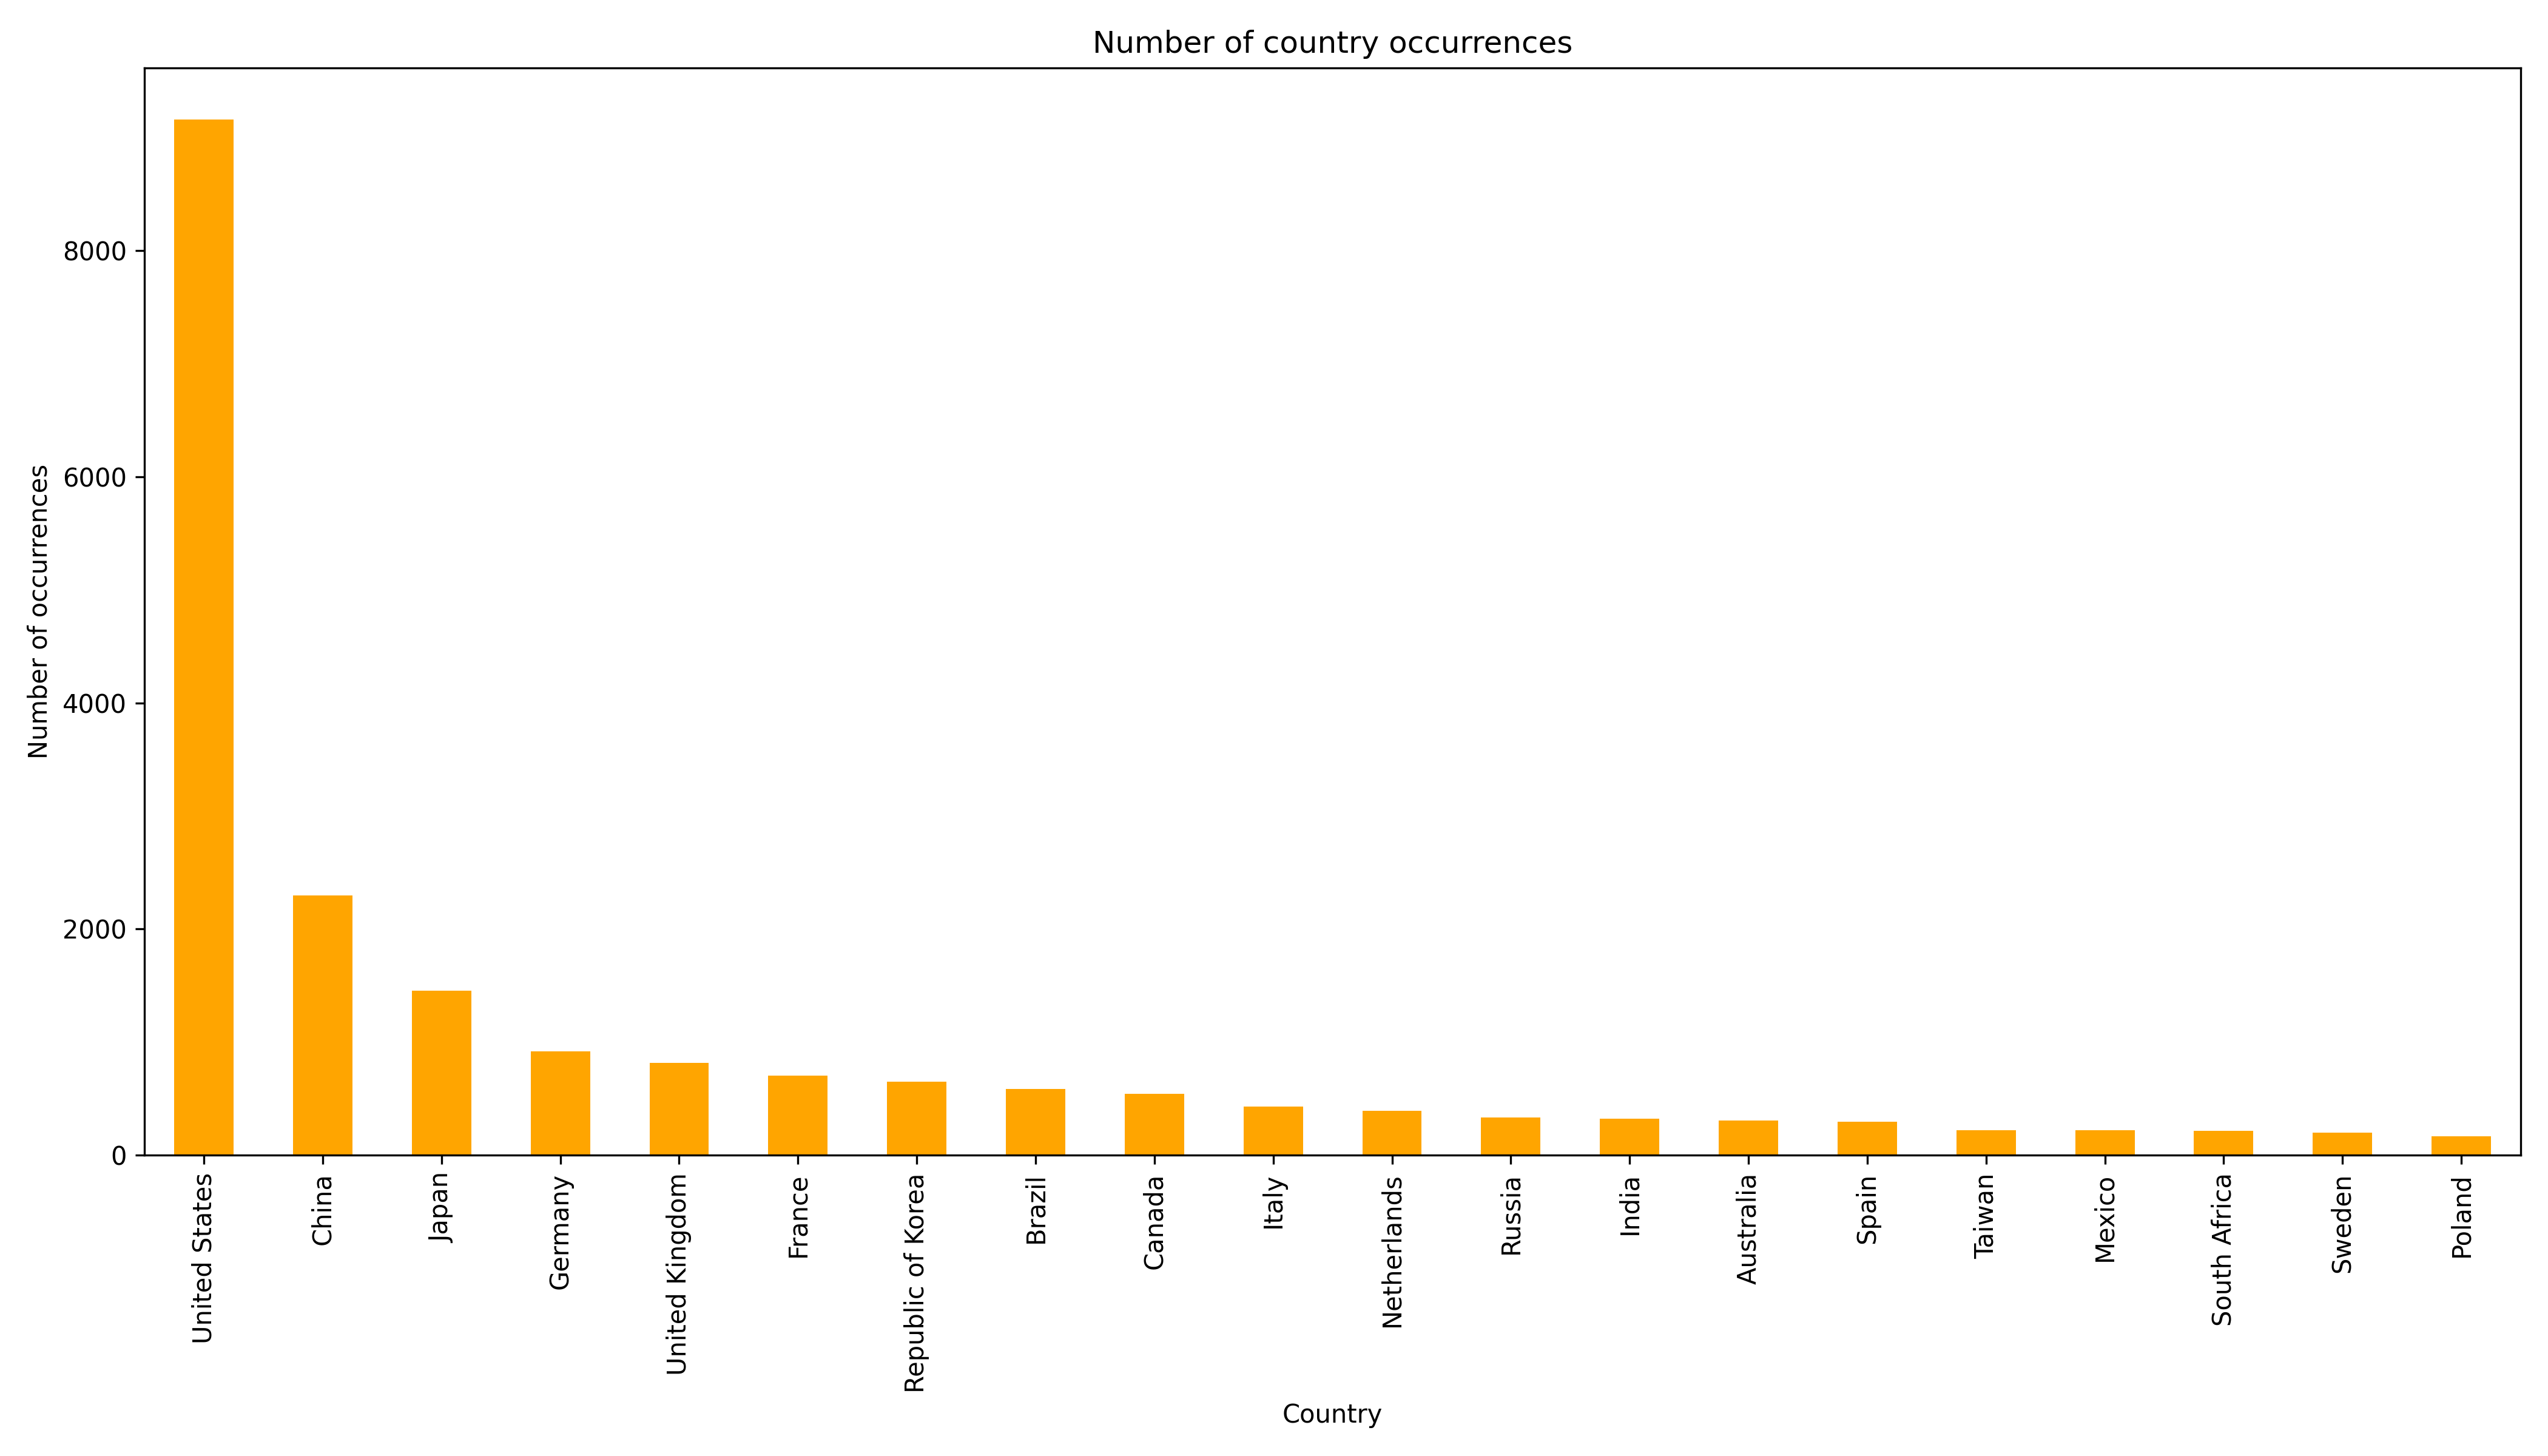 Number of country occurrences
Number of occurrences
8000
6000
4000
2000
0
United States
China
Japan
Germany
United Kingdom
France
Republic of Korea
Brazil
Canada
Italy
Netherlands
Russia
India
Australia
Spain
Taiwan
Mexico
South Africa
Sweden
Poland
Country